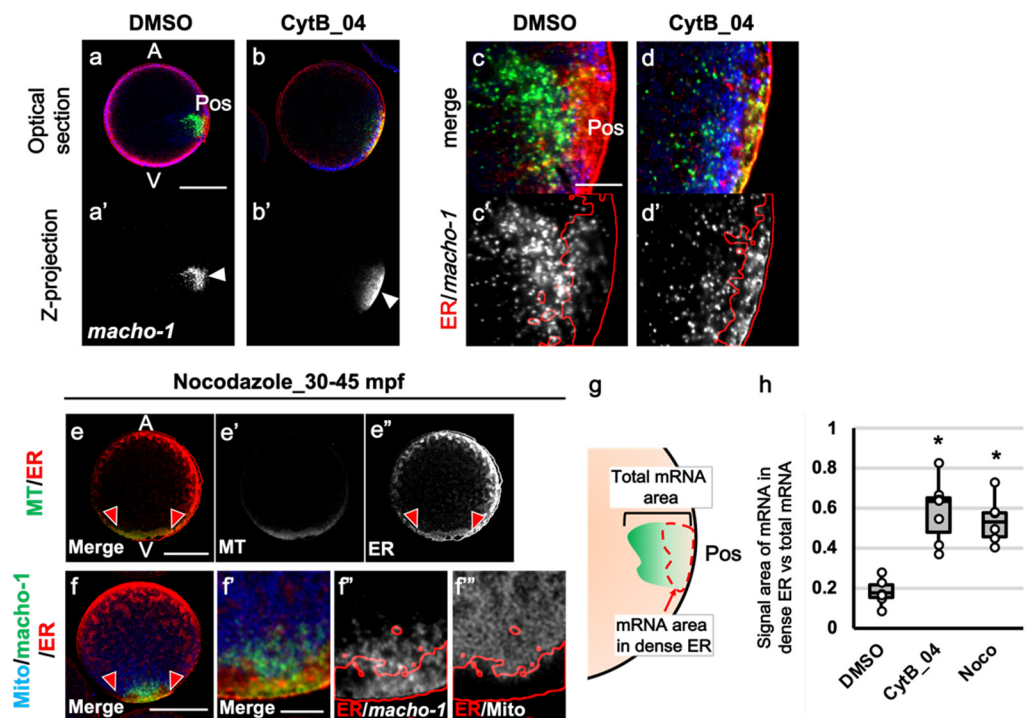 DMSO
CytB_04
DMSO
CytB_04
a
A
Pos
V
b
c
Pos
d
Optical
section
merge
a'
macho-1
b'
c'
d'
Z-projection
ER/macho-1
Nocodazole_30-45 mpf
e
A
Merge
V
e'
MT
e"
ER
MT/ER
f
Merge
f'
Merge
f"
ER/macho-1
f'"
ER/Mito
Mito/macho-1
/ER
g
Total mRNA
area
Pos
mRNA area
in dense ER
h
Signal area of mRNA in
dense ER vs total mRNA
1
0.8
0.6
0.4
0.2
0
*
*
DMSO
CytB_04
Noco